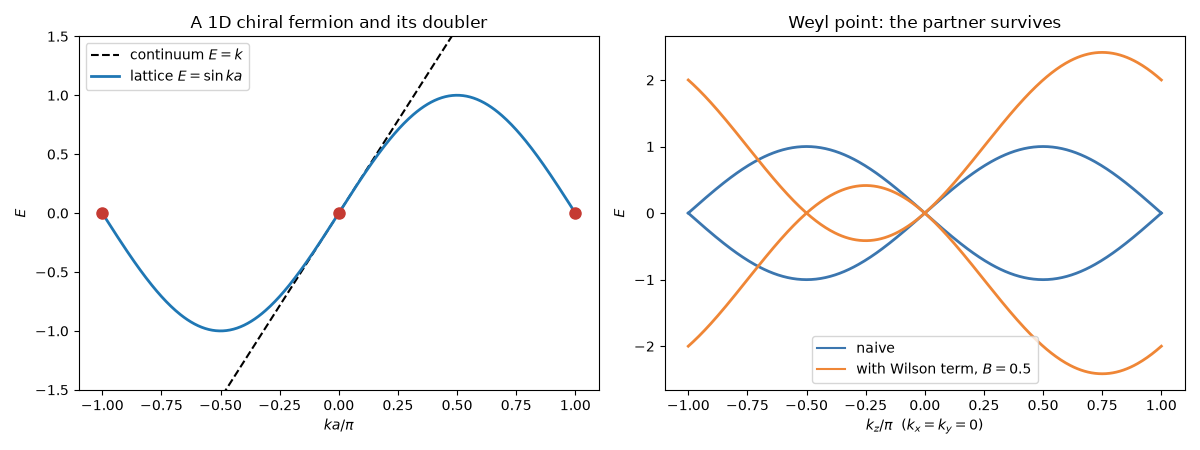 A 1D chiral fermion and its doubler
continuum E = k
lattice E = sin ka
1.5
1.0
0.5
0.0
−0.5
−1.0
−1.5
E
−1.00 −0.75 −0.50 −0.25 0.00 0.25 0.50 0.75 1.00
ka/π
Weyl point: the partner survives
2
1
0
−1
−2
E
naive
with Wilson term, B = 0.5
−1.00 −0.75 −0.50 −0.25 0.00 0.25 0.50 0.75 1.00
k_z/π (k_x = k_y = 0)